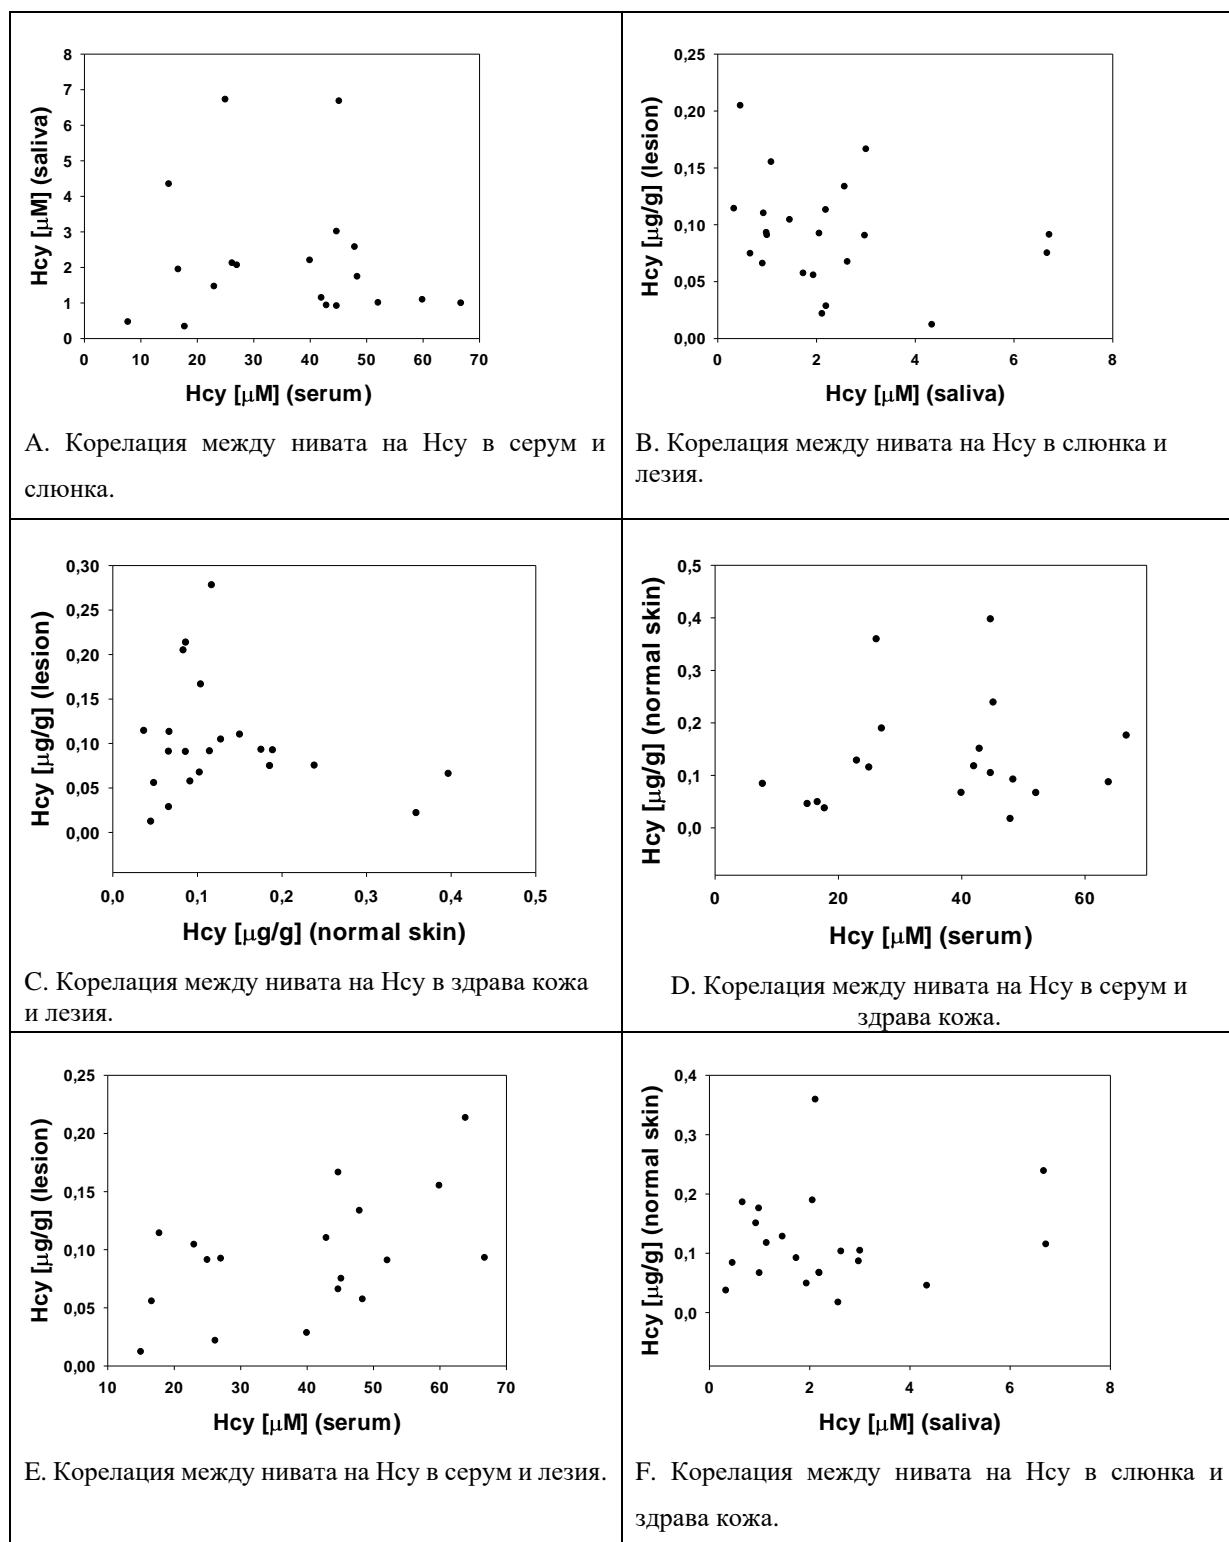 8
7
6
5
4
3
2
1
0
0 10 20 30 40 50 60 70
Hcy [μM] (saliva)
Hcy [μM] (serum)
A. Корелация между нивата на Hcy в серум и
слюнка.
0,25
0,20
0,15
0,10
0,05
0,00
0 2 4 6 8
Hcy [μg/g] (lesion)
Hcy [μM] (saliva)
B. Корелация между нивата на Hcy в слюнка и
лезия.
0,30
0,25
0,20
0,15
0,10
0,05
0,00
0,0 0,1 0,2 0,3 0,4 0,5
Hcy [μg/g] (lesion)
Hcy [μg/g] (normal skin)
C. Корелация между нивата на Hcy в здрава кожа
и лезия.
0,5
0,4
0,3
0,2
0,1
0,0
0 20 40 60
Hcy [μg/g] (normal skin)
Hcy [μM] (serum)
D. Корелация между нивата на Hcy в серум и
здрава кожа.
0,25
0,20
0,15
0,10
0,05
0,00
10 20 30 40 50 60 70
Hcy [μg/g] (lesion)
Hcy [μM] (serum)
E. Корелация между нивата на Hcy в серум и лезия.
0,4
0,3
0,2
0,1
0,0
0 2 4 6 8
Hcy [μg/g] (normal skin)
Hcy [μM] (saliva)
F. Корелация между нивата на Hcy в слюнка и
здрава кожа.